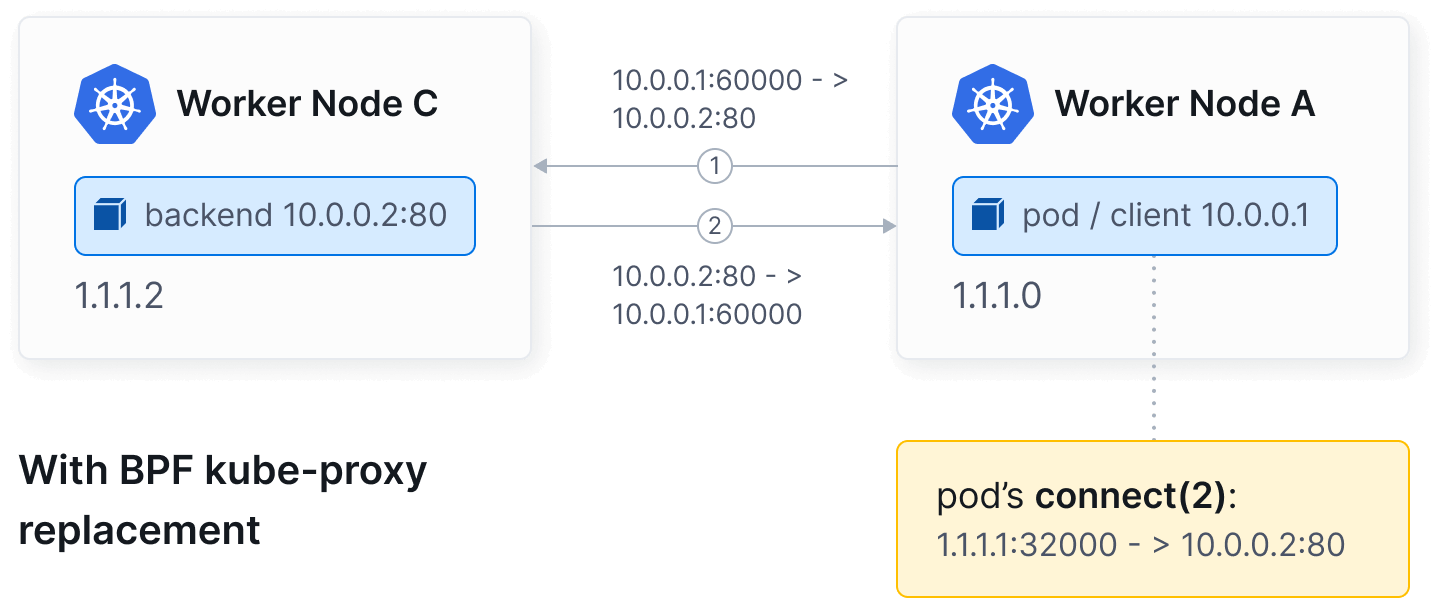 Worker Node C
backend 10.0.0.2:80
1.1.1.2
10.0.0.1:60000 - >
10.0.0.2:80
1
2
10.0.0.2:80 - >
10.0.0.1:60000
Worker Node A
pod / client 10.0.0.1
1.1.1.0
With BPF kube-proxy
replacement
pod’s connect(2):
1.1.1.1:32000 - > 10.0.0.2:80